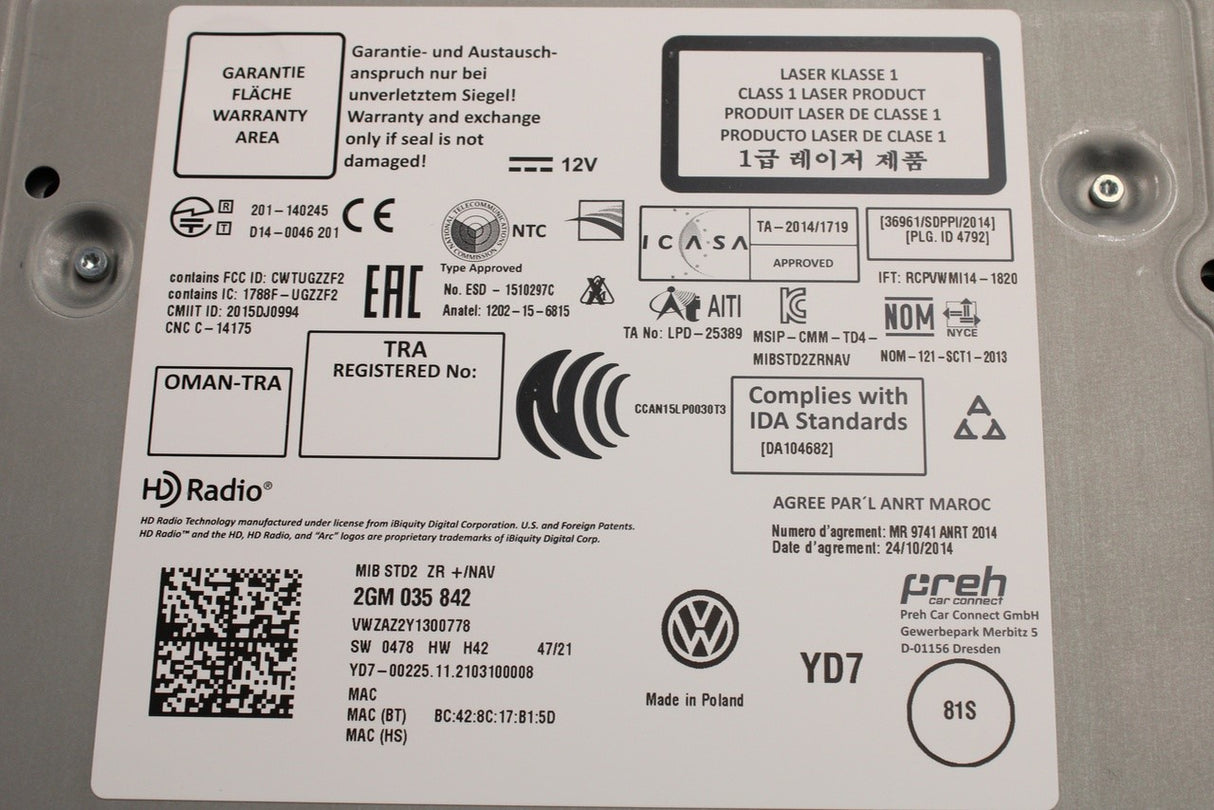 GARANTIE
FLÄCHE
WARRANTY
AREA
Garantie- und Austausch-
anspruch nur bei
unverletztem Siegel!
Warranty and exchange
only if seal is not
damaged!
12V
LASER KLASSE 1
CLASS 1 LASER PRODUCT
PRODUIT LASER DE CLASSE 1
PRODUCTO LASER DE CLASE 1
1급 레이저 제품
R 201-140245
T D14-0046 201
CE
NATIONAL TELECOMMUNICATIONS COMMISSION
NTC
Type Approved
No. ESD - 1510297C
Anatel: 1202-15-6815
ICASA
TA-2014/1719
APPROVED
[36961/SDPPI/2014]
[PLG. ID 4792]
IFT: RCPVWMI14-1820
contains FCC ID: CWTUGZZF2
contains IC: 1788F-UGZZF2
CMIIT ID: 2015DJ0994
CNC C-14175
EAC
AITI
TA No: LPD-25389
MSIP-CMM-TD4-
MIBSTD2ZRNAV
NOM
NYCE
NOM-121-SCT1-2013
OMAN-TRA
TRA
REGISTERED No:
CCAN15LP0030T3
Complies with
IDA Standards
[DA104682]
HD Radio®
HD Radio Technology manufactured under license from iBiquity Digital Corporation. U.S. and Foreign Patents.
HD Radio™ and the HD, HD Radio, and “Arc” logos are proprietary trademarks of iBiquity Digital Corp.
AGREE PAR´L ANRT MAROC
Numero d'agrement: MR 9741 ANRT 2014
Date d'agrement: 24/10/2014
MIB STD2 ZR +/NAV
2GM 035 842
VWZAZ2Y1300778
SW 0478 HW H42 47/21
YD7-00225.11.2103100008
MAC
MAC (BT) BC:42:8C:17:B1:5D
MAC (HS)
VW
Made in Poland
YD7
preh
car connect
Preh Car Connect GmbH
Gewerbepark Merbitz 5
D-01156 Dresden
81S